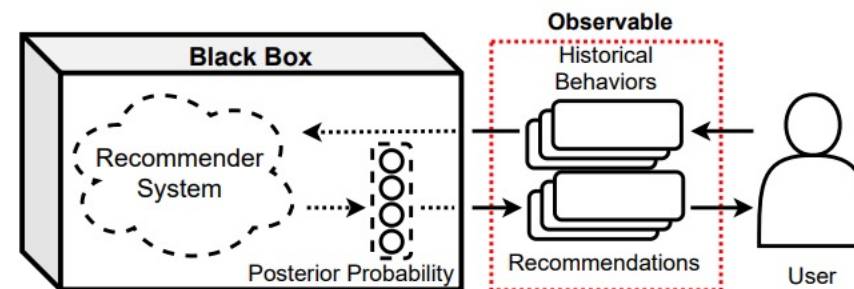 Observable
Black Box
Historical
Behaviors
Recommender
System
Posterior Probability
Recommendations
User